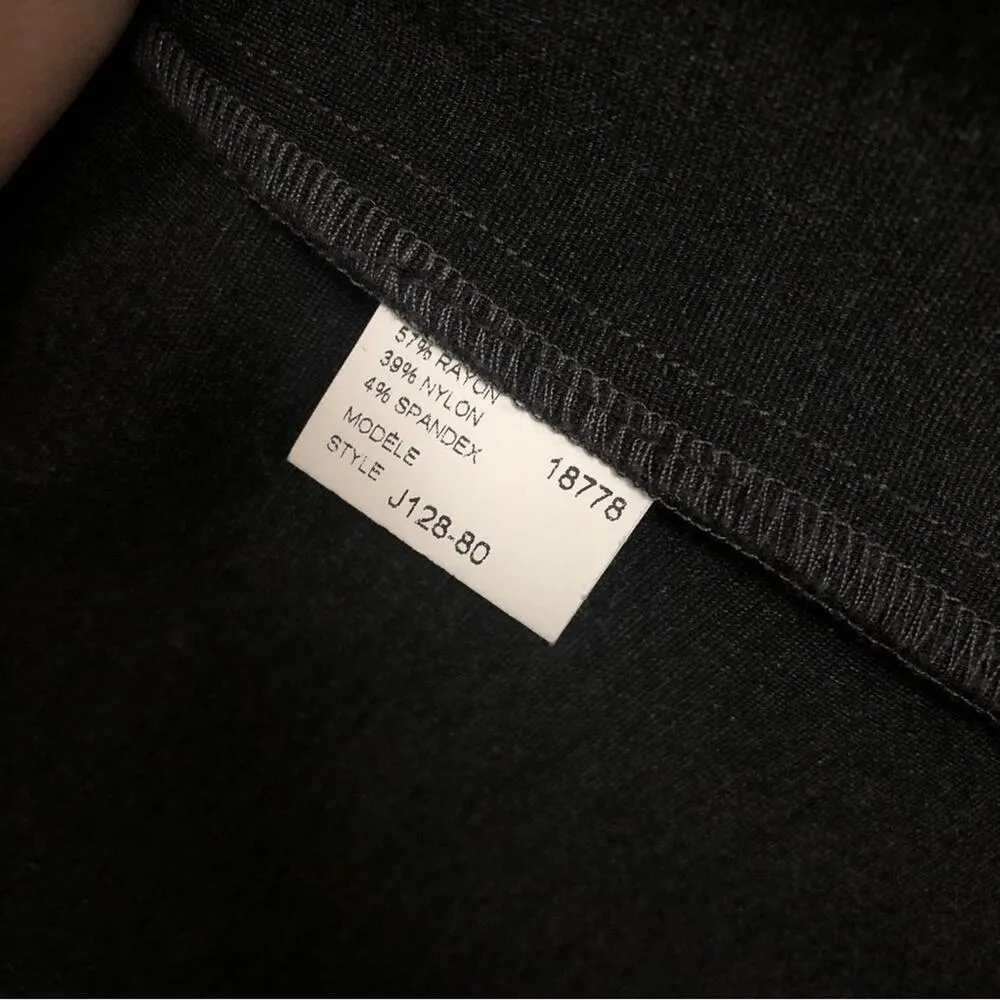 57% RAYON
39% NYLON
4% SPANDEX
MODÈLE
STYLE
J128-80
18778